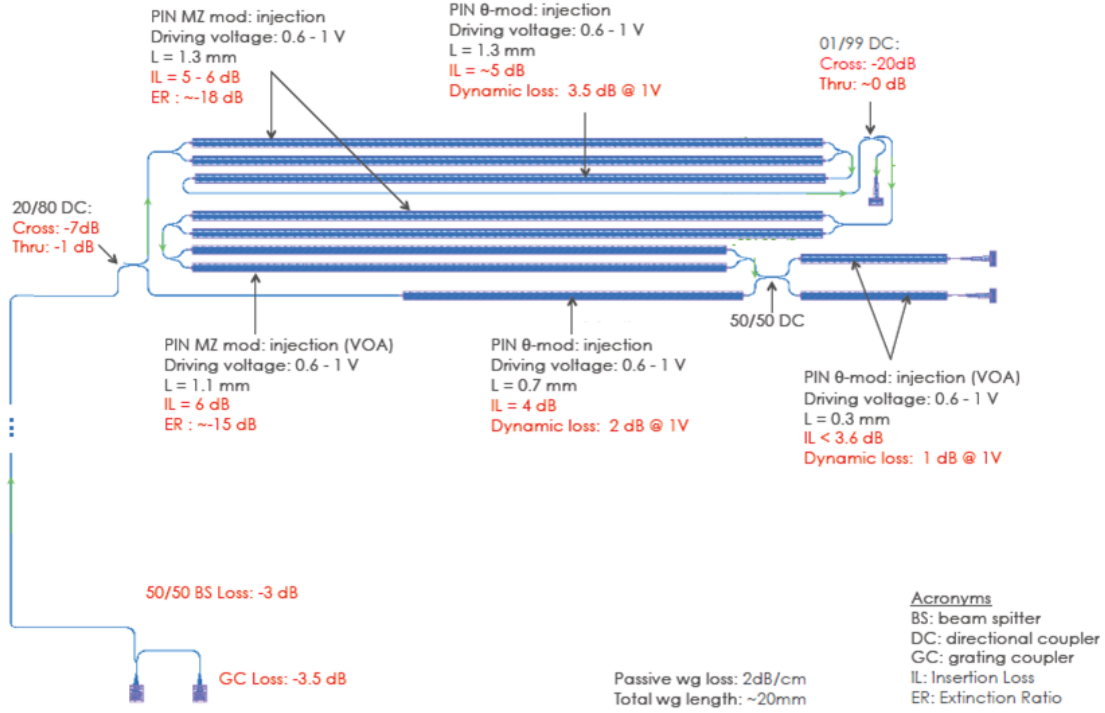 PIN MZ mod: injection
Driving voltage: 0.6 - 1 V
L = 1.3 mm
IL = 5 - 6 dB
ER : ~-18 dB
PIN θ-mod: injection
Driving voltage: 0.6 - 1 V
L = 1.3 mm
IL = ~5 dB
Dynamic loss: 3.5 dB @ 1V
01/99 DC:
Cross: -20dB
Thru: ~0 dB
20/80 DC:
Cross: -7dB
Thru: -1 dB
50/50 DC
PIN MZ mod: injection (VOA)
Driving voltage: 0.6 - 1 V
L = 1.1 mm
IL = 6 dB
ER : ~-15 dB
PIN θ-mod: injection
Driving voltage: 0.6 - 1 V
L = 0.7 mm
IL = 4 dB
Dynamic loss: 2 dB @ 1V
PIN θ-mod: injection (VOA)
Driving voltage: 0.6 - 1 V
L = 0.3 mm
IL < 3.6 dB
Dynamic loss: 1 dB @ 1V
50/50 BS Loss: -3 dB
GC Loss: -3.5 dB
Passive wg loss: 2dB/cm
Total wg length: ~20mm
Acronyms
BS: beam spitter
DC: directional coupler
GC: grating coupler
IL: Insertion Loss
ER: Extinction Ratio